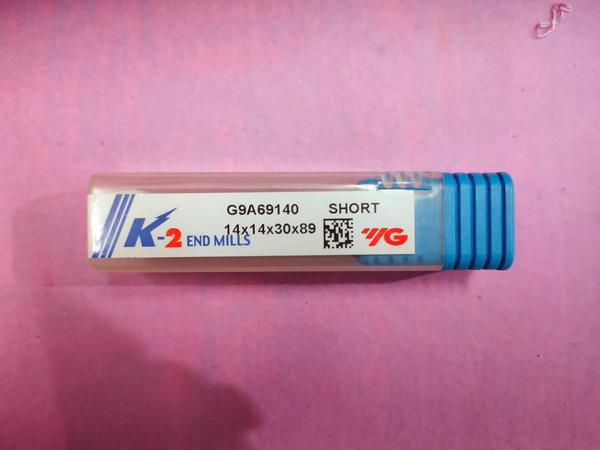 G9A69140 SHORT
14x14x30x89
K-2 END MILLS
YG